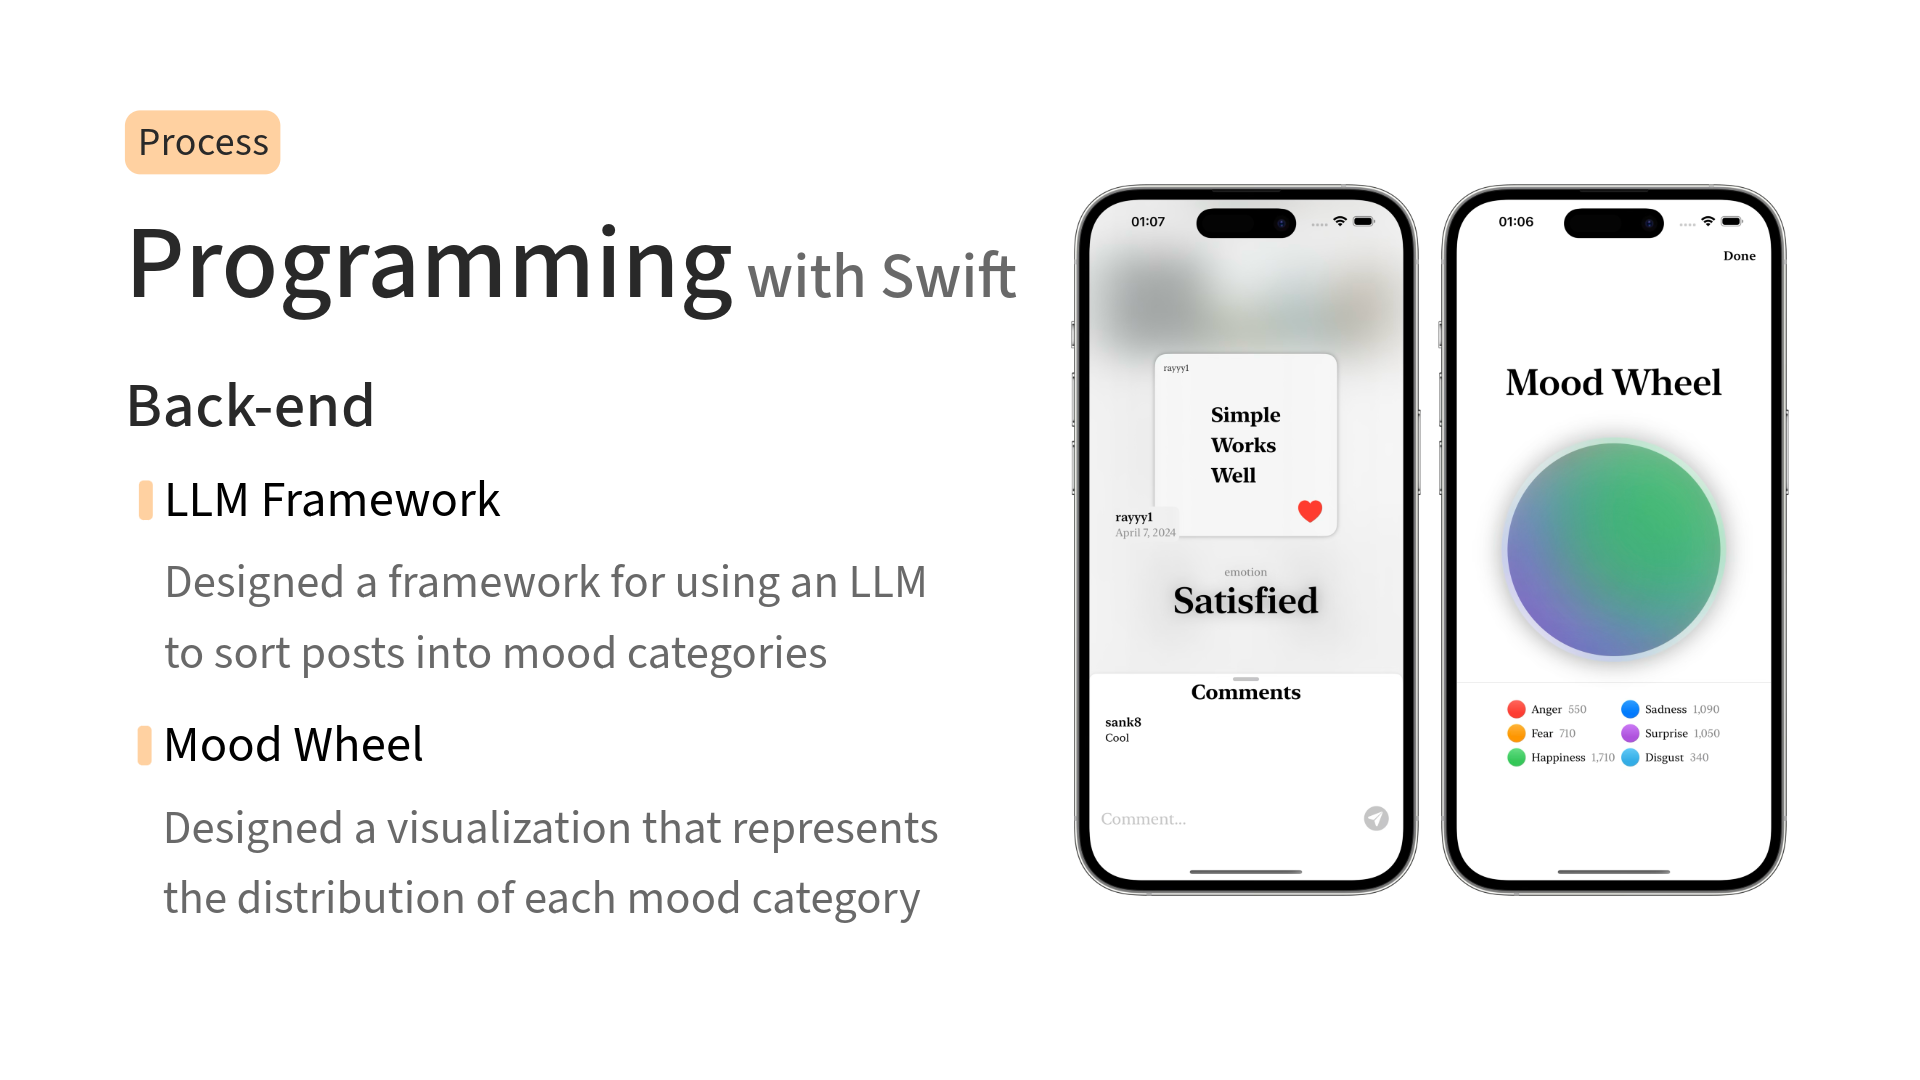 Process
Programming with Swift
Back-end
LLM Framework
Designed a framework for using an LLM
to sort posts into mood categories
Mood Wheel
Designed a visualization that represents
the distribution of each mood category
01:07
rayyy1
Simple
Works
Well
rayyy1
April 7, 2024
emotion
Satisfied
Comments
sank8
Cool
Comment...
01:06
Done
Mood Wheel
Anger 550 Sadness 1,090
Fear 710 Surprise 1,050
Happiness 1,710 Disgust 340